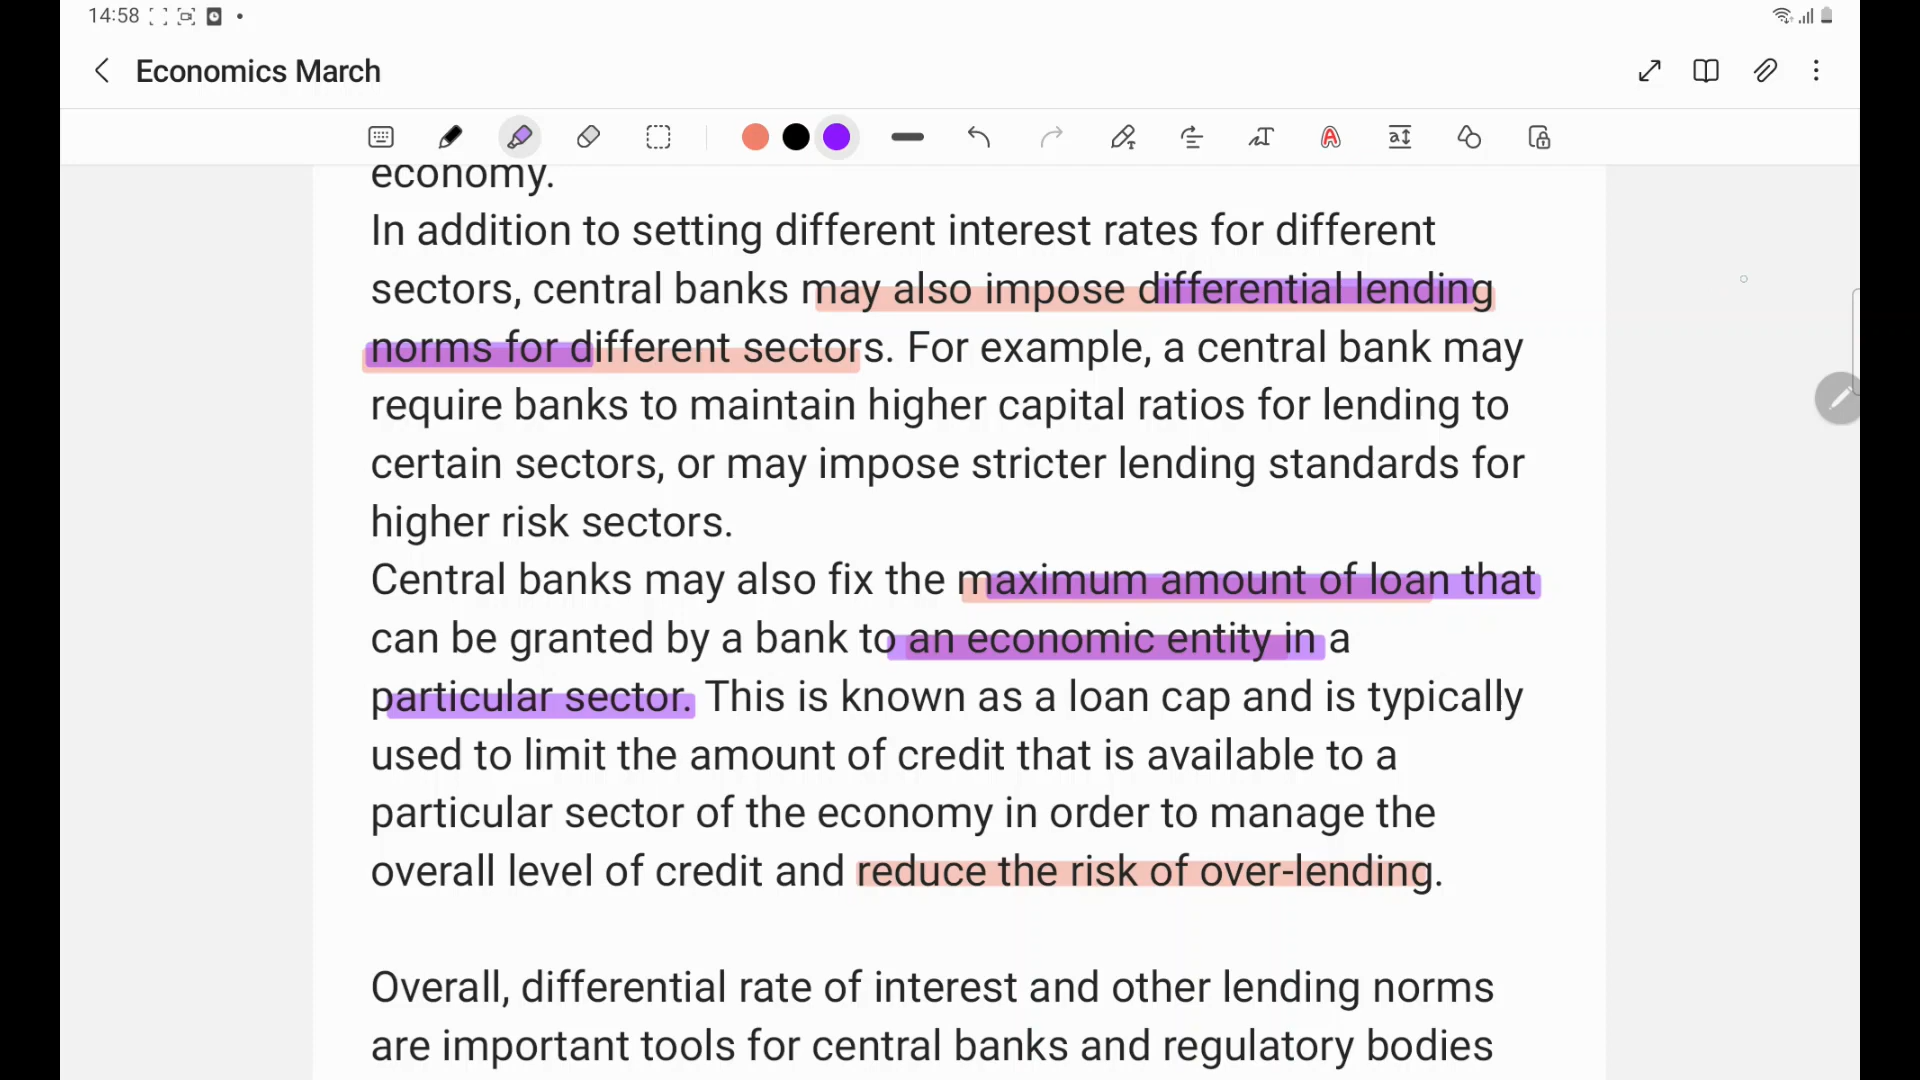 14:58
Economics March
economy.
In addition to setting different interest rates for different
sectors, central banks may also impose differential lending
norms for different sectors. For example, a central bank may
require banks to maintain higher capital ratios for lending to
certain sectors, or may impose stricter lending standards for
higher risk sectors.
Central banks may also fix the maximum amount of loan that
can be granted by a bank to an economic entity in a
particular sector. This is known as a loan cap and is typically
used to limit the amount of credit that is available to a
particular sector of the economy in order to manage the
overall level of credit and reduce the risk of over-lending.
Overall, differential rate of interest and other lending norms
are important tools for central banks and regulatory bodies